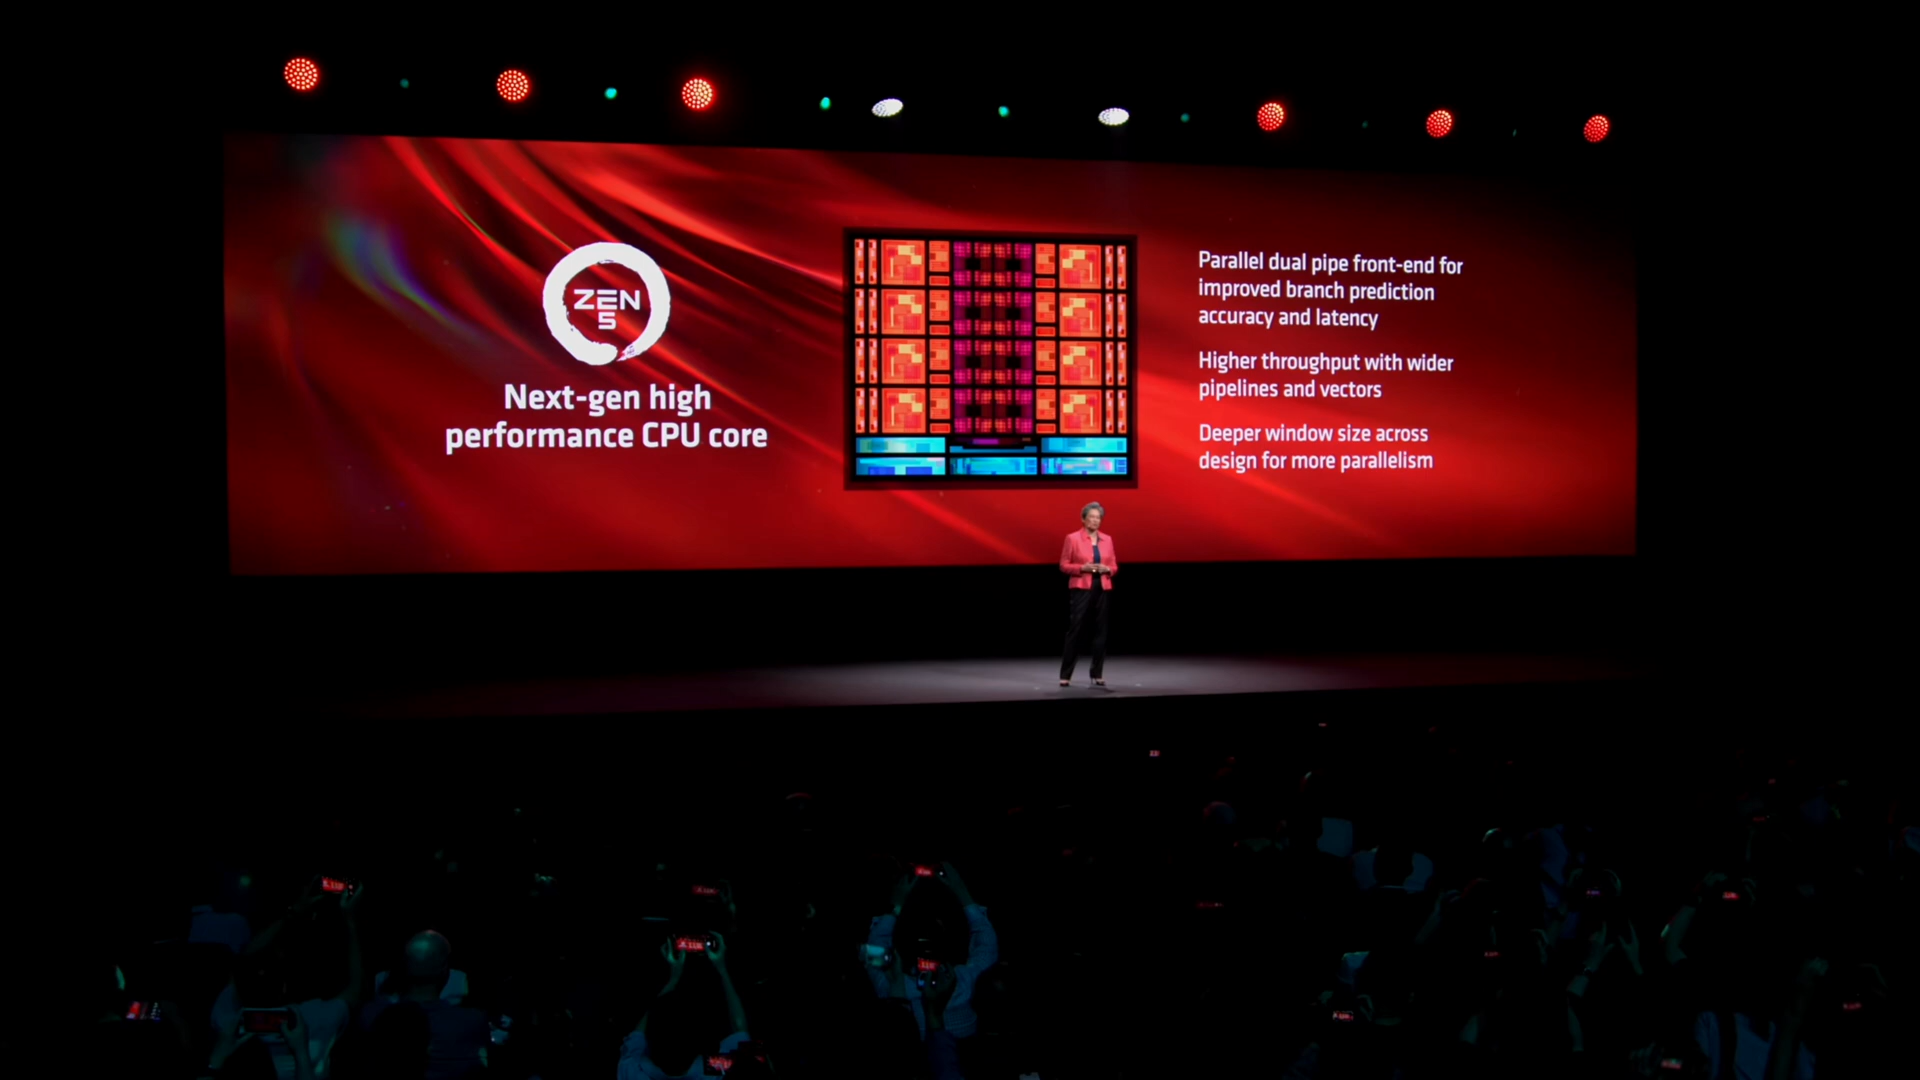 ZEN
5
Next-gen high
performance CPU core
Parallel dual pipe front-end for
improved branch prediction
accuracy and latency
Higher throughput with wider
pipelines and vectors
Deeper window size across
design for more parallelism